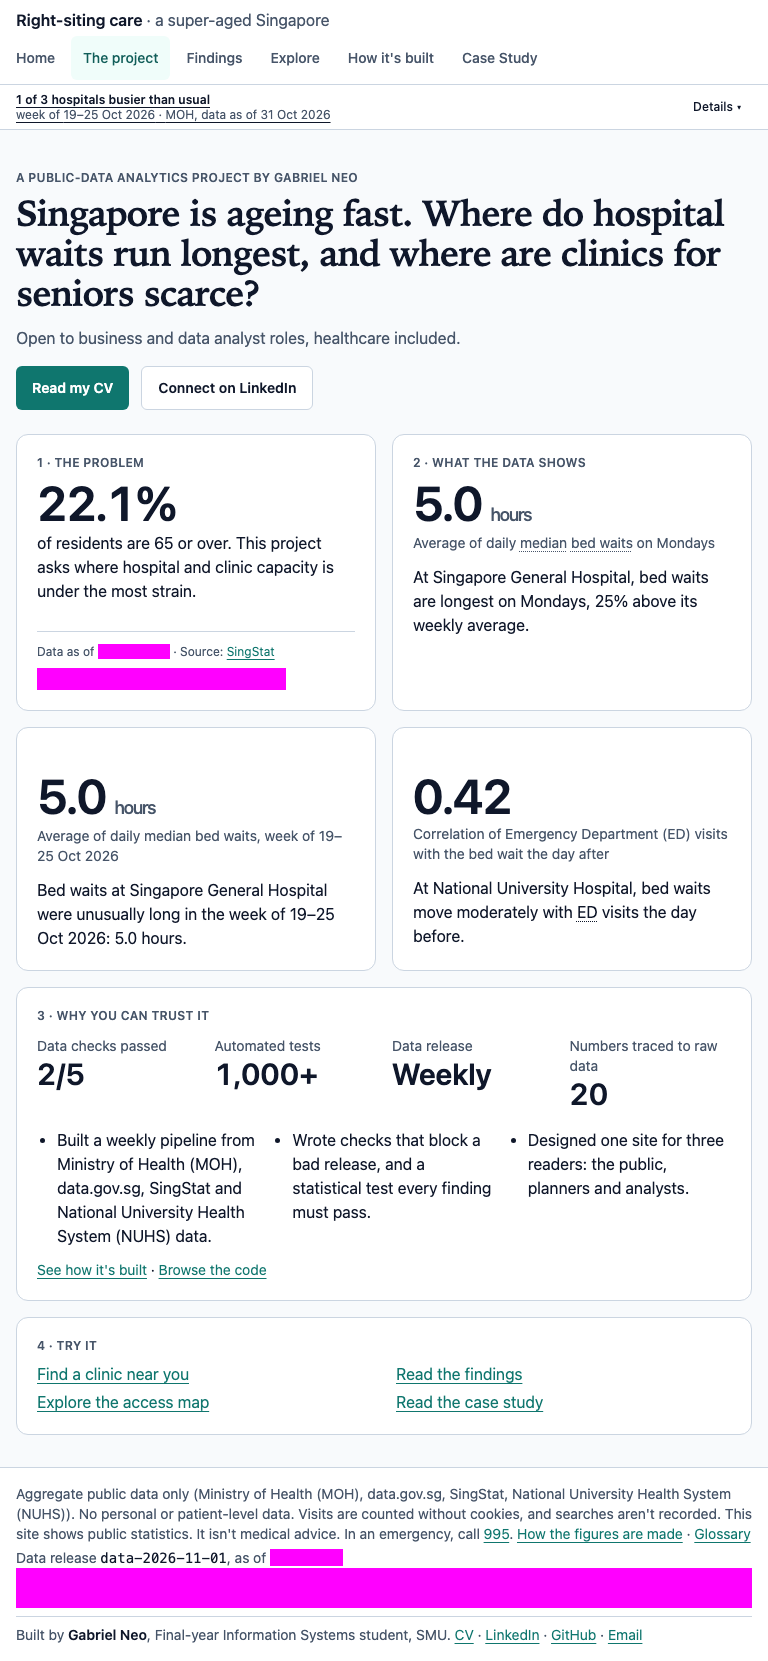 Right-siting care · a super-aged Singapore
Home The project Findings Explore How it's built Case Study
1 of 3 hospitals busier than usual
week of 19–25 Oct 2026 · MOH, data as of 31 Oct 2026
Details ▾
A PUBLIC-DATA ANALYTICS PROJECT BY GABRIEL NEO
Singapore is ageing fast. Where do hospital
waits run longest, and where are clinics for
seniors scarce?
Open to business and data analyst roles, healthcare included.
Read my CV Connect on LinkedIn
1 · THE PROBLEM
22.1%
of residents are 65 or over. This project
asks where hospital and clinic capacity is
under the most strain.
Data as of · Source: SingStat
2 · WHAT THE DATA SHOWS
5.0 hours
Average of daily median bed waits on Mondays
At Singapore General Hospital, bed waits
are longest on Mondays, 25% above its
weekly average.
5.0 hours
Average of daily median bed waits, week of 19–
25 Oct 2026
Bed waits at Singapore General Hospital
were unusually long in the week of 19–25
Oct 2026: 5.0 hours.
0.42
Correlation of Emergency Department (ED) visits
with the bed wait the day after
At National University Hospital, bed waits
move moderately with ED visits the day
before.
3 · WHY YOU CAN TRUST IT
Data checks passed
2/5
Automated tests
1,000+
Data release
Weekly
Numbers traced to raw
data
20
• Built a weekly pipeline from
Ministry of Health (MOH),
data.gov.sg, SingStat and
National University Health
System (NUHS) data.
• Wrote checks that block a
bad release, and a
statistical test every finding
must pass.
• Designed one site for three
readers: the public,
planners and analysts.
See how it's built · Browse the code
4 · TRY IT
Find a clinic near you
Read the findings
Explore the access map
Read the case study
Aggregate public data only (Ministry of Health (MOH), data.gov.sg, SingStat, National University Health System
(NUHS)). No personal or patient-level data. Visits are counted without cookies, and searches aren't recorded. This
site shows public statistics. It isn't medical advice. In an emergency, call 995. How the figures are made · Glossary
Data release data-2026-11-01, as of
Built by Gabriel Neo, Final-year Information Systems student, SMU. CV · LinkedIn · GitHub · Email